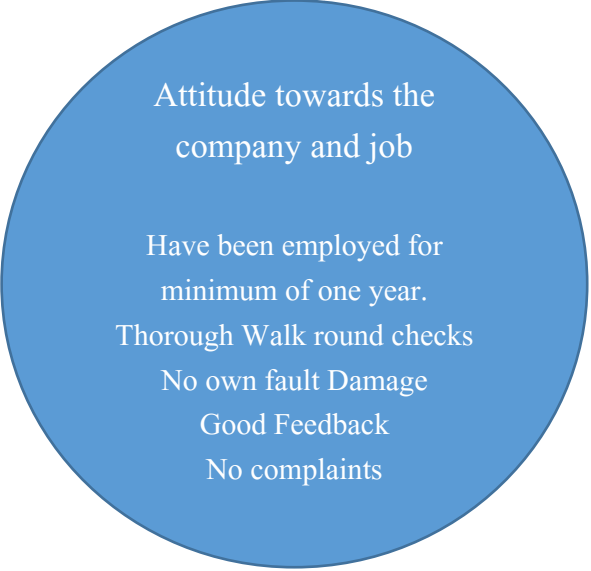 Attitude towards the
company and job
Have been employed for
minimum of one year.
Thorough Walk round checks
No own fault Damage
Good Feedback
No complaints